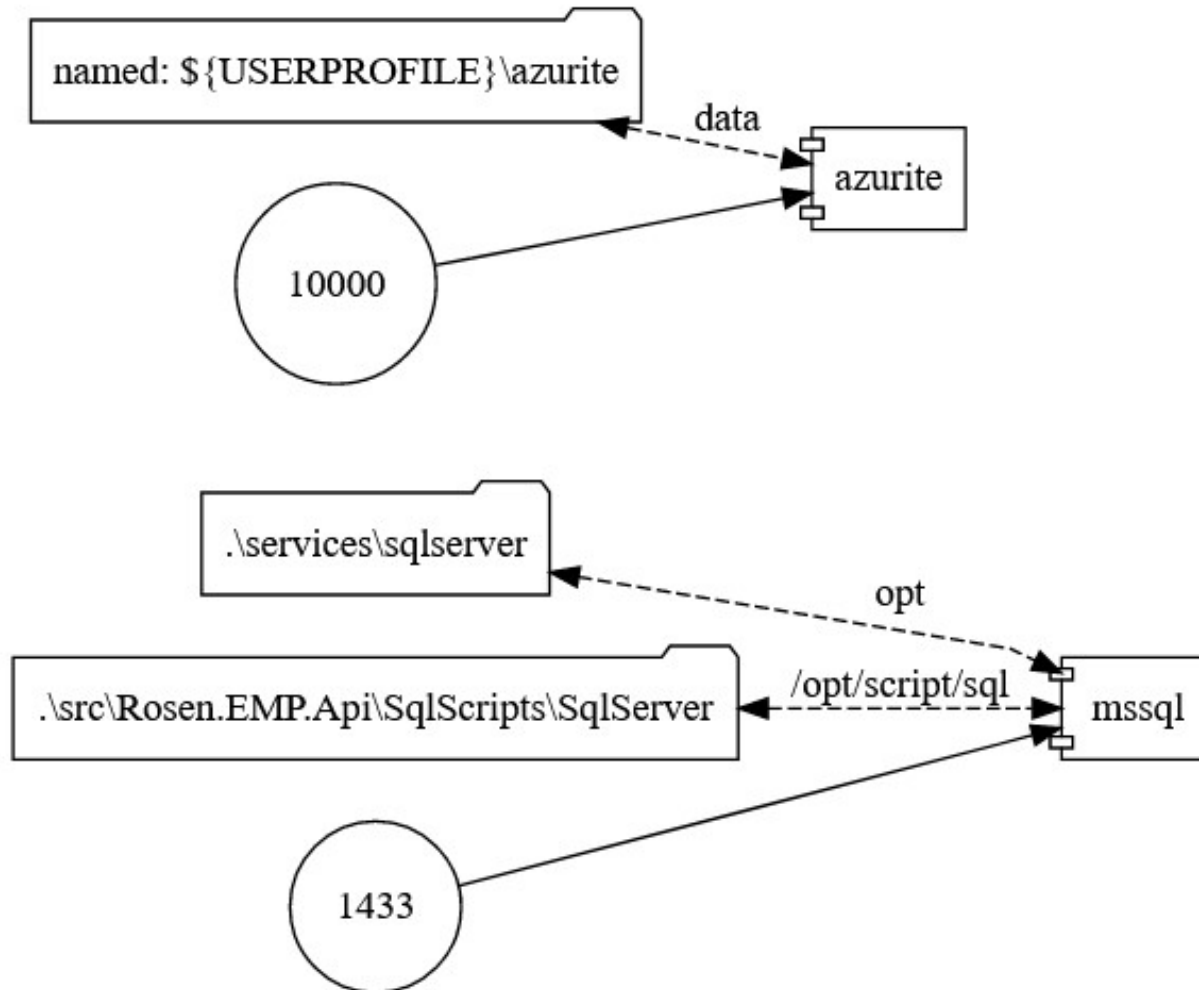 named: ${USERPROFILE}\azurite
data
azurite
10000
.\services\sqlserver
opt
.\src\Rosen.EMP.Api\SqlScripts\SqlServer
/opt/script/sql
mssql
1433